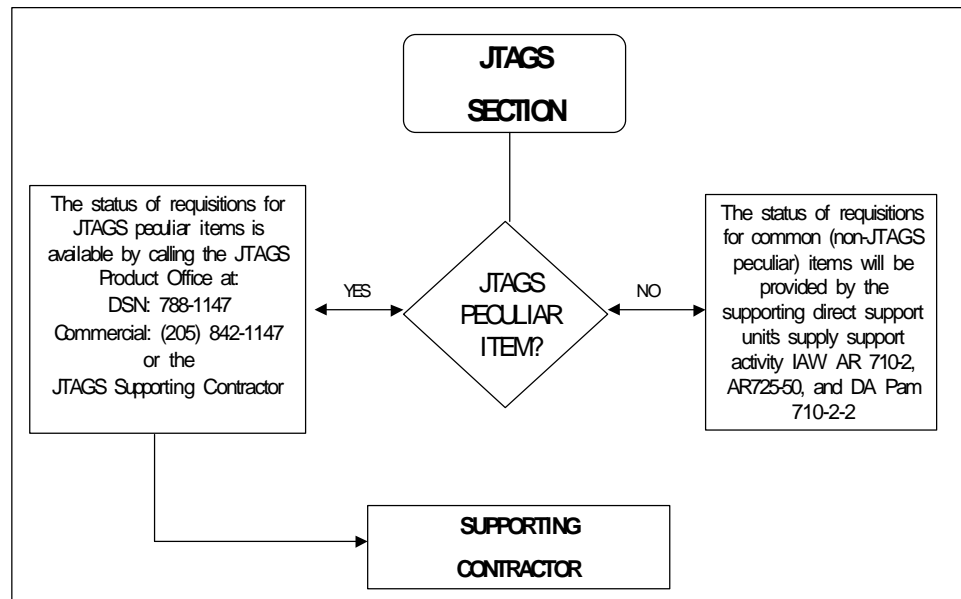 JTAGS
SECTION
The status of requisitions for
JTAGS peculiar items is
available by calling the JTAGS
Product Office at:
DSN: 788-1147
Commercial: (205) 842-1147
or the
JTAGS Supporting Contractor
YES
JTAGS
PECULIAR
ITEM?
NO
The status of requisitions
for common (non-JTAGS
peculiar) items will be
provided by the
supporting direct support
unit's supply support
activity IAW AR 710-2,
AR725-50, and DA Pam
710-2-2
SUPPORTING
CONTRACTOR